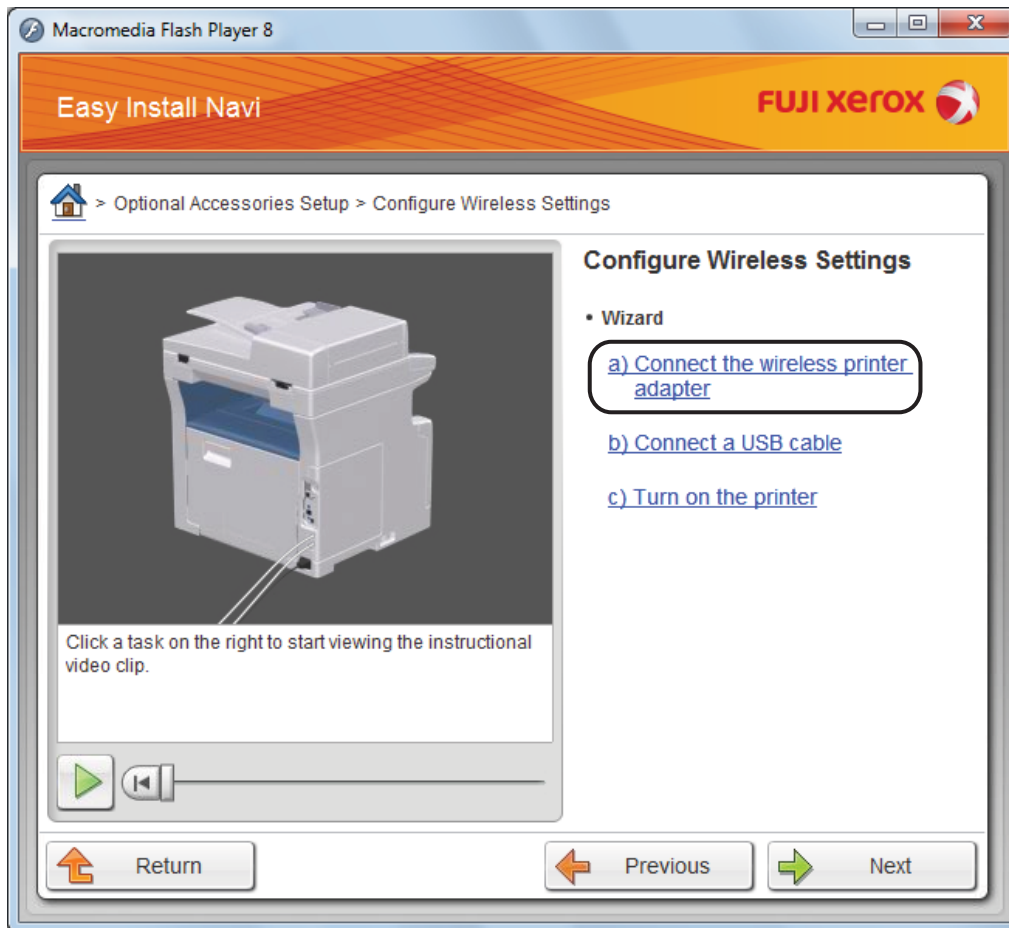 Macromedia Flash Player 8
Easy Install Navi
FUJI xerox
> Optional Accessories Setup > Configure Wireless Settings
Click a task on the right to start viewing the instructional
video clip.
Configure Wireless Settings
• Wizard
a) Connect the wireless printer
adapter
b) Connect a USB cable
c) Turn on the printer
Return
Previous
Next